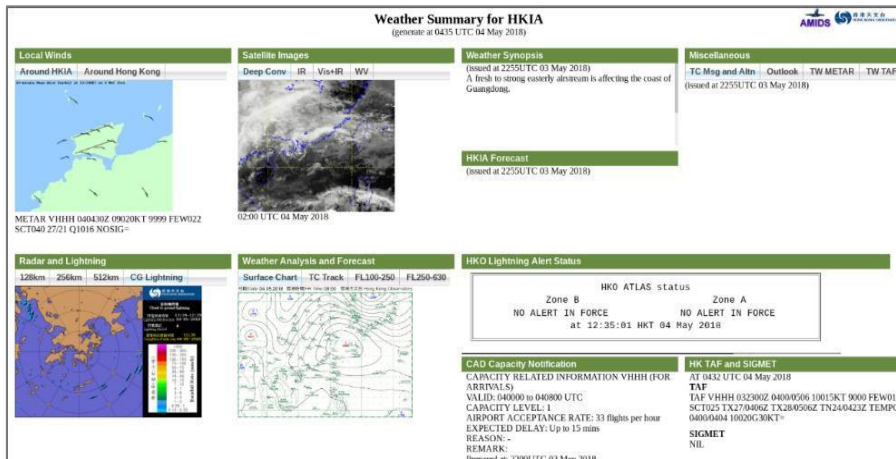 Weather Summary for HKIA
(generate at 0435 UTC 04 May 2018)
AMIDS
Local Winds
Around HKIA Around Hong Kong
METAR VHHH 040430Z 09020KT 9999 FEW022
SCT040 27/21 Q1016 NOSIG=
Satellite Images
Deep Conv IR Vis+IR WV
02:00 UTC 04 May 2018
Weather Synopsis
(issued at 2255UTC 03 May 2018)
A fresh to strong easterly airstream is affecting the coast of
Guangdong.
HKIA Forecast
(issued at 2255UTC 03 May 2018)
Miscellaneous
TC Msg and Altn Outlook TW METAR TW TAF
(issued at 2255UTC 03 May 2018)
Radar and Lightning
128km 256km 512km CG Lightning
Weather Analysis and Forecast
Surface Chart TC Track FL100-250 FL250-630
HKO Lightning Alert Status
HKO ATLAS status
Zone B Zone A
NO ALERT IN FORCE NO ALERT IN FORCE
at 12:35:01 HKT 04 May 2018
CAD Capacity Notification
CAPACITY RELATED INFORMATION VHHH (FOR
ARRIVALS)
VALID: 040000 to 040800 UTC
CAPACITY LEVEL: 1
AIRPORT ACCEPTANCE RATE: 33 flights per hour
EXPECTED DELAY: Up to 15 mins
REASON: -
REMARK:
Prepared at: 2200UTC 03 May 2018
HK TAF and SIGMET
AT 0432 UTC 04 May 2018
TAF
TAF VHHH 032300Z 0400/0506 10015KT 9000 FEW01
SCT025 TX27/0406Z TX28/0506Z TN24/0423Z TEMPO
0400/0404 10020G30KT=
SIGMET
NIL